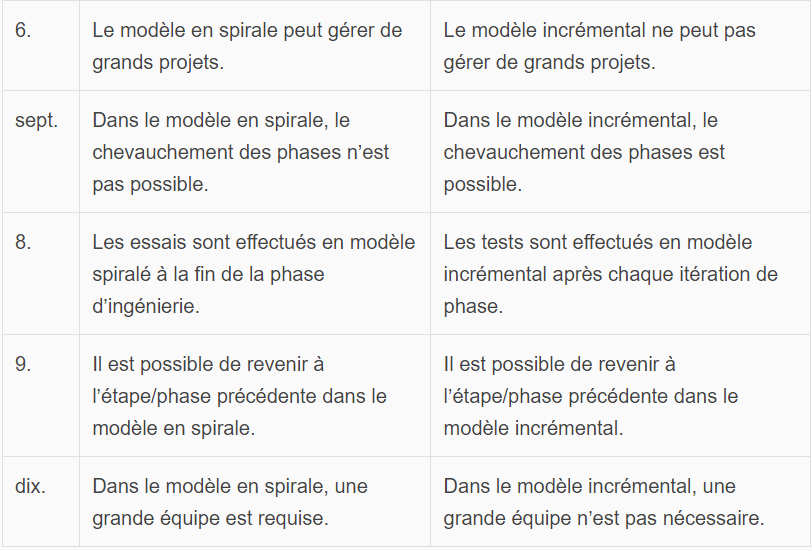 6.
Le modèle en spirale peut gérer de
grands projets.
Le modèle incrémental ne peut pas
gérer de grands projets.
sept.
Dans le modèle en spirale, le
chevauchement des phases n’est
pas possible.
Dans le modèle incrémental, le
chevauchement des phases est
possible.
8.
Les essais sont effectués en modèle
spiralé à la fin de la phase
d’ingénierie.
Les tests sont effectués en modèle
incrémental après chaque itération de
phase.
9.
Il est possible de revenir à
l’étape/phase précédente dans le
modèle en spirale.
Il est possible de revenir à
l’étape/phase précédente dans le
modèle incrémental.
dix.
Dans le modèle en spirale, une
grande équipe est requise.
Dans le modèle incrémental, une
grande équipe n’est pas nécessaire.